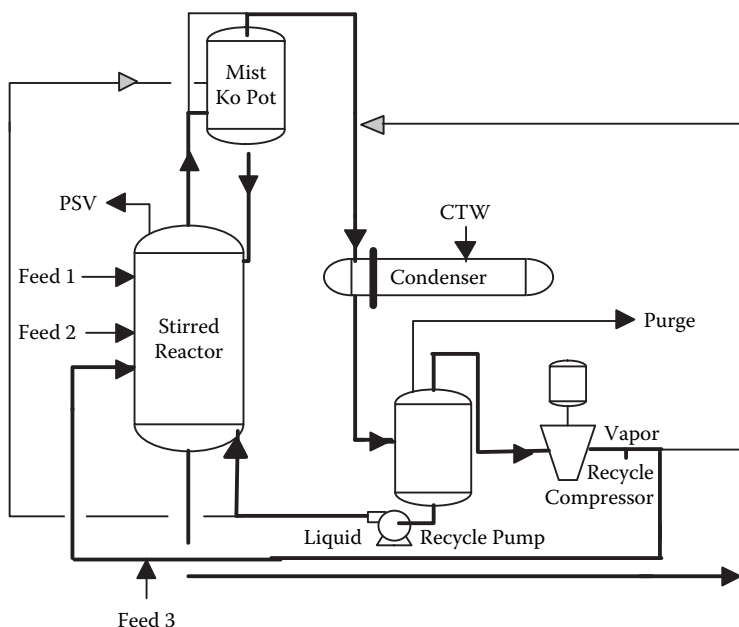 Mist
Ko Pot
PSV
CTW
Feed 1
Condenser
Feed 2
Stirred
Reactor
Purge
Vapor
Recycle
Compressor
Liquid
Recycle Pump
Feed 3